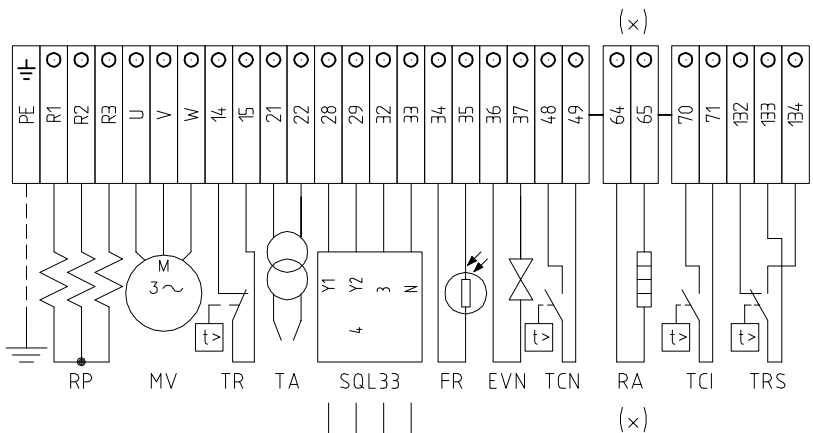 (x)
PE R1 R2 R3 U V W 14 15 21 22 28 29 32 33 34 35 36 37 48 49 64 65 70 71 132 133 134
M
3~
Y1 Y2 3 N
4
t> t> t> t>
RP MV TR TA SQL33 FR EVN TCN RA TCI TRS
(x)